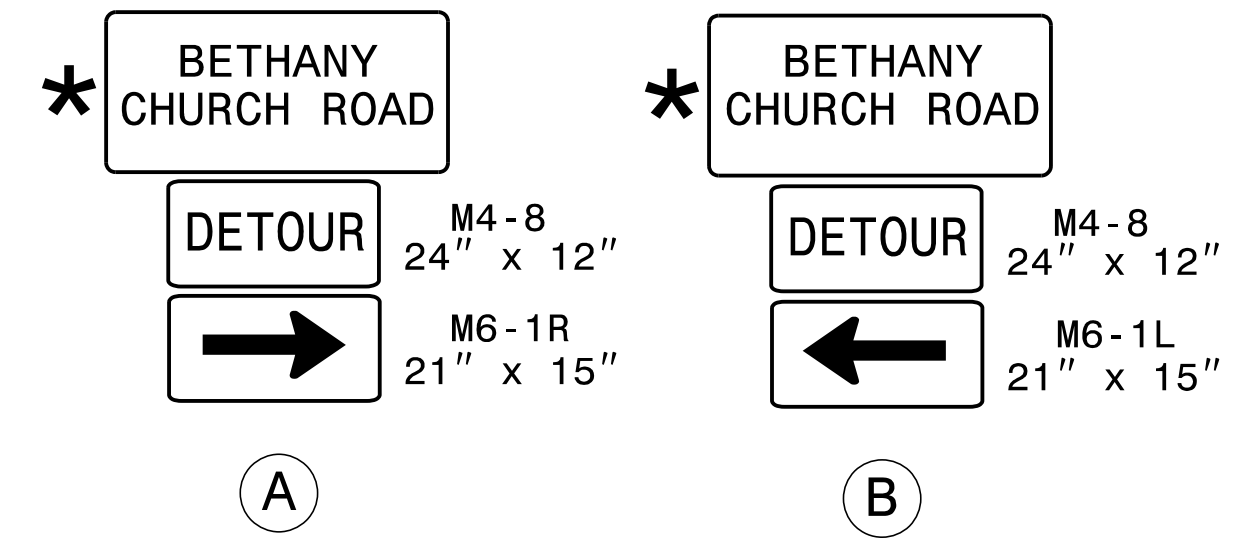 *
BETHANY
CHURCH ROAD
DETOUR
M4-8
24" x 12"
M6-1R
21" x 15"
A
*
BETHANY
CHURCH ROAD
DETOUR
M4-8
24" x 12"
M6-1L
21" x 15"
B